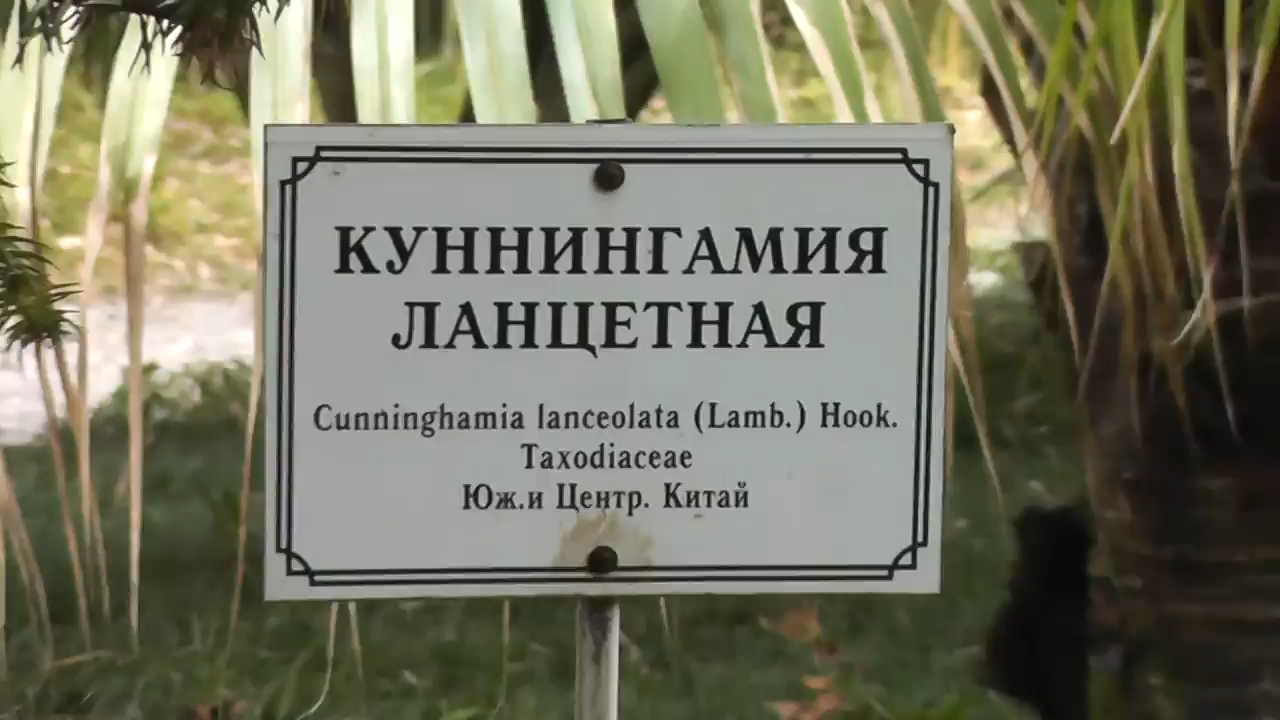 КУННИНГАМИЯ
ЛАНЦЕТНАЯ
Cunninghamia lanceolata (Lamb.) Hook.
Taxodiaceae
Юж.и Центр. Китай